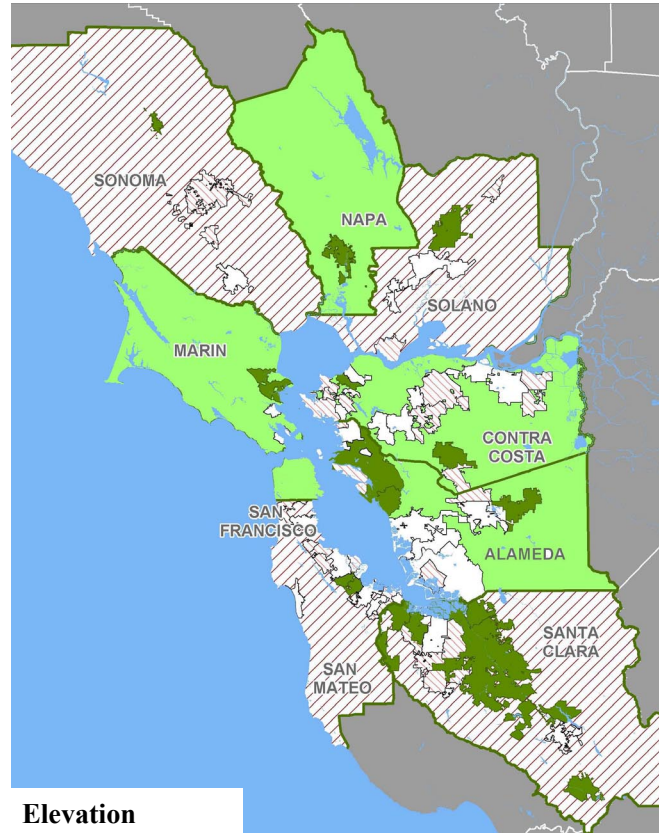 SONOMA
NAPA
SOLANO
MARIN
CONTRA
COSTA
SAN
FRANCISCO
ALAMEDA
SANTA
CLARA
SAN
MATEO
Elevation